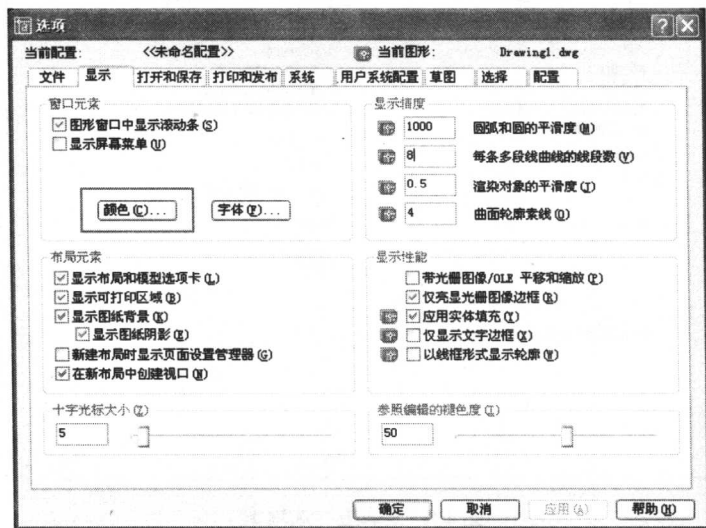 选项
当前配置: <<未命名配置>> 当前图形: Drawing1.dwg
文件 显示 打开和保存 打印和发布 系统 用户系统配置 草图 选择 配置
窗口元素
图形窗口中显示滚动条(S)
显示屏幕菜单(U)
颜色(C)... 字体(F)...
显示精度
1000 圆弧和圆的平滑度(M)
8 每条多段线曲线的线段数(V)
0.5 渲染对象的平滑度(J)
4 曲面轮廓素线(O)
布局元素
显示布局和模型选项卡(L)
显示可打印区域(B)
显示图纸背景(K)
显示图纸阴影(E)
新建布局时显示页面设置管理器(G)
在新布局中创建视口(N)
显示性能
带光栅图像/OLE 平移和缩放(P)
仅亮显光栅图像边框(R)
应用实体填充(Y)
仅显示文字边框(X)
以线框形式显示轮廓(W)
十字光标大小(Z)
5
参照编辑的褪色度(I)
50
确定 取消 应用(A) 帮助(H)